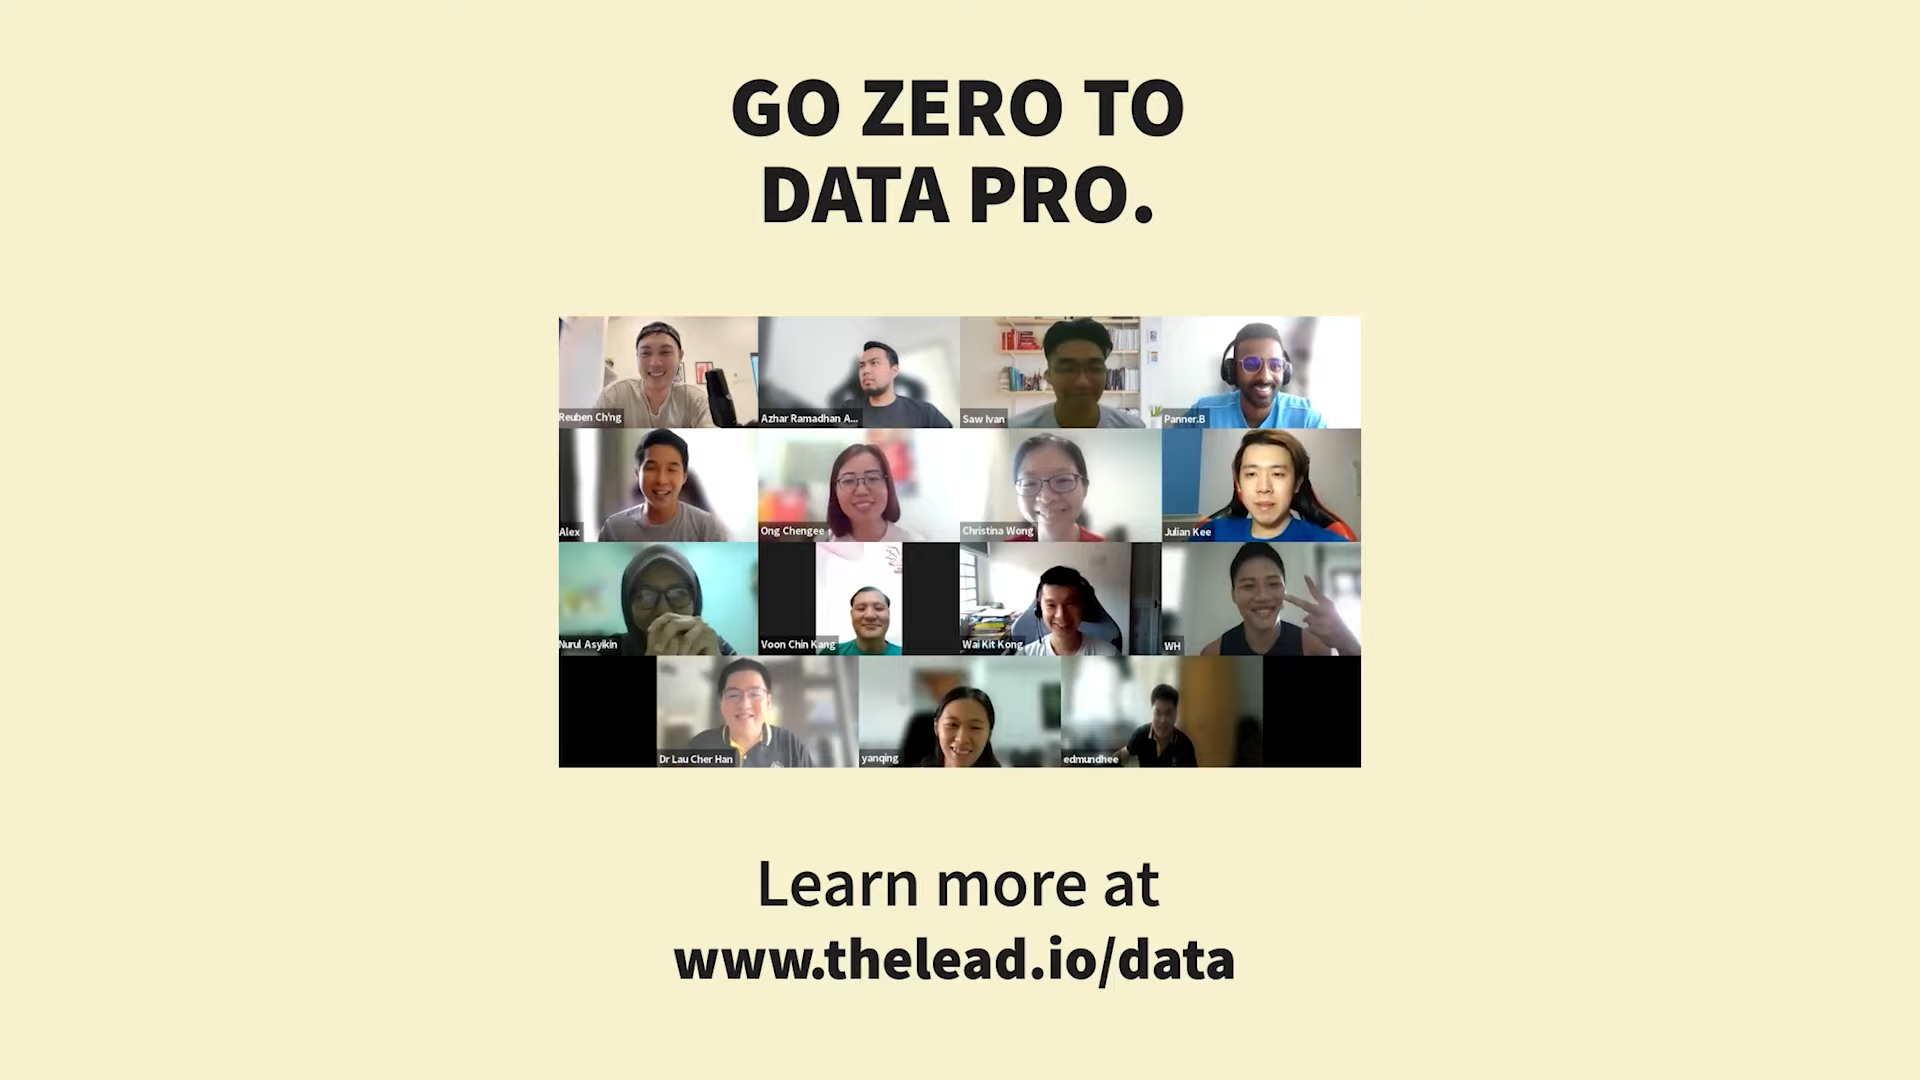 GO ZERO TO
DATA PRO.
Reuben Ch'ng
Azhar Ramadhan A...
Saw Ivan
Panner.B
Alex
Ong Chengee
Christina Wong
Julian Kee
Nurul Asyikin
Voon Chin Kang
Wai Kit Kong
WH
Dr Lau Cher Han
yanqing
edmundhee
Learn more at
www.thelead.io/data